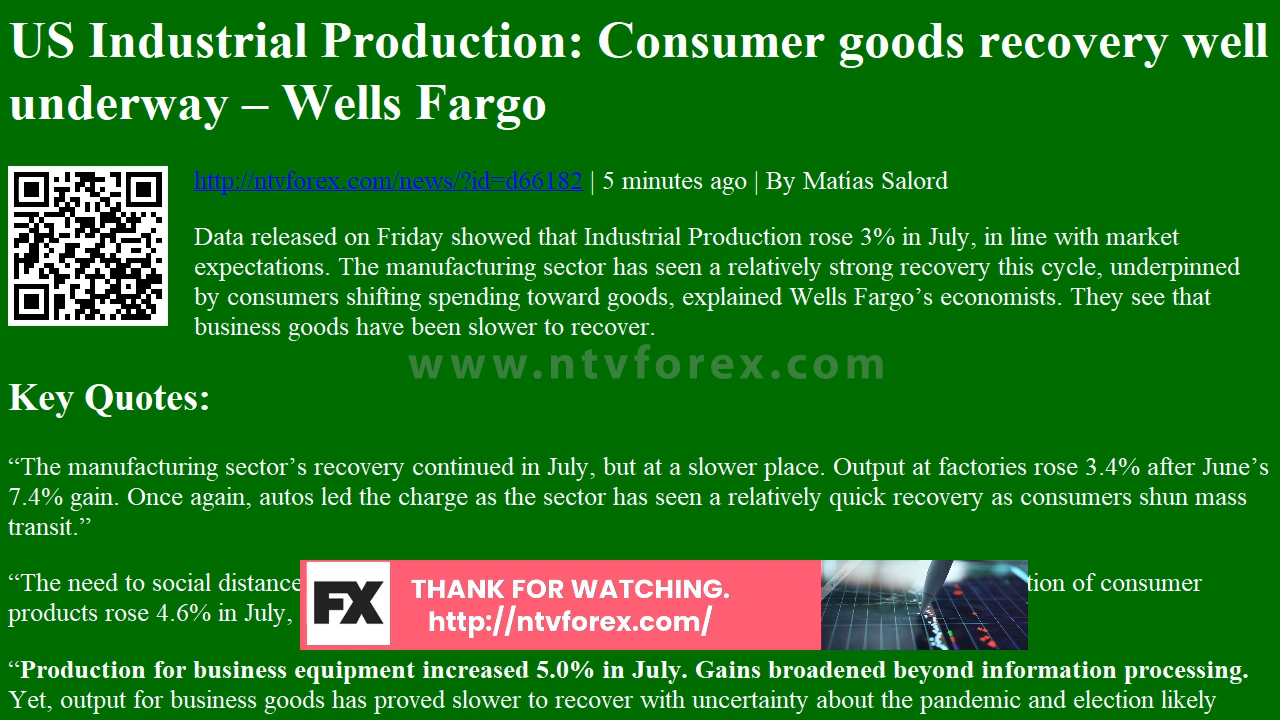 US Industrial Production: Consumer goods recovery well
underway – Wells Fargo
http://ntvforex.com/news/?id=d66182 | 5 minutes ago | By Matías Salord
Data released on Friday showed that Industrial Production rose 3% in July, in line with market
expectations. The manufacturing sector has seen a relatively strong recovery this cycle, underpinned
by consumers shifting spending toward goods, explained Wells Fargo’s economists. They see that
business goods have been slower to recover.
www.ntvforex.com
Key Quotes:
“The manufacturing sector’s recovery continued in July, but at a slower place. Output at factories rose 3.4% after June’s
7.4% gain. Once again, autos led the charge as the sector has seen a relatively quick recovery as consumers shun mass
transit.”
“The need to social distance tion of consumer
products rose 4.6% in July,
FX
THANK FOR WATCHING.
http://ntvforex.com/
“Production for business equipment increased 5.0% in July. Gains broadened beyond information processing.
Yet, output for business goods has proved slower to recover with uncertainty about the pandemic and election likely